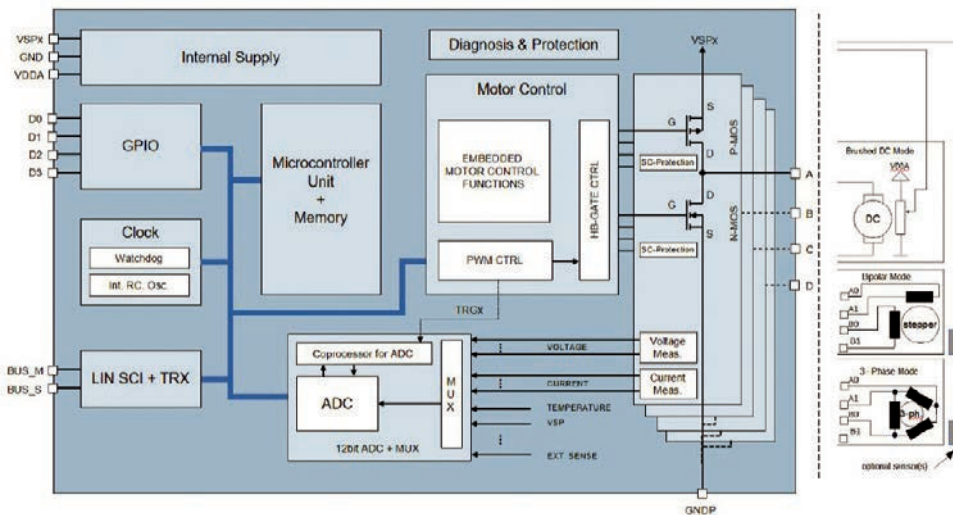 VSPx
GND
VDDA
Internal Supply
Diagnosis & Protection
VSPx
D0
D1
D2
D3
GPIO
Microcontroller
Unit
+
Memory
Motor Control
EMBEDDED
MOTOR CONTROL
FUNCTIONS
HB-GATE CTRL
PWM CTRL
G
S
D
SC-Protection
P-MOS
D
G
S
SC-Protection
N-MOS
A
B
C
D
Clock
Watchdog
Int. RC. Osc.
TRGx
BUS_M
BUS_S
LIN SCI + TRX
Coprocessor for ADC
ADC
MUX
12bit ADC + MUX
VOLTAGE
CURRENT
TEMPERATURE
VSP
EXT SENSE
Voltage
Meas.
Current
Meas.
GNDP
Brushed DC Mode
VDDA
DC
Bipolar Mode
A0
A1
B0
B1
stepper
3- Phase Mode
A0
A1
B0
B1
3-ph.
optional sensor(s)